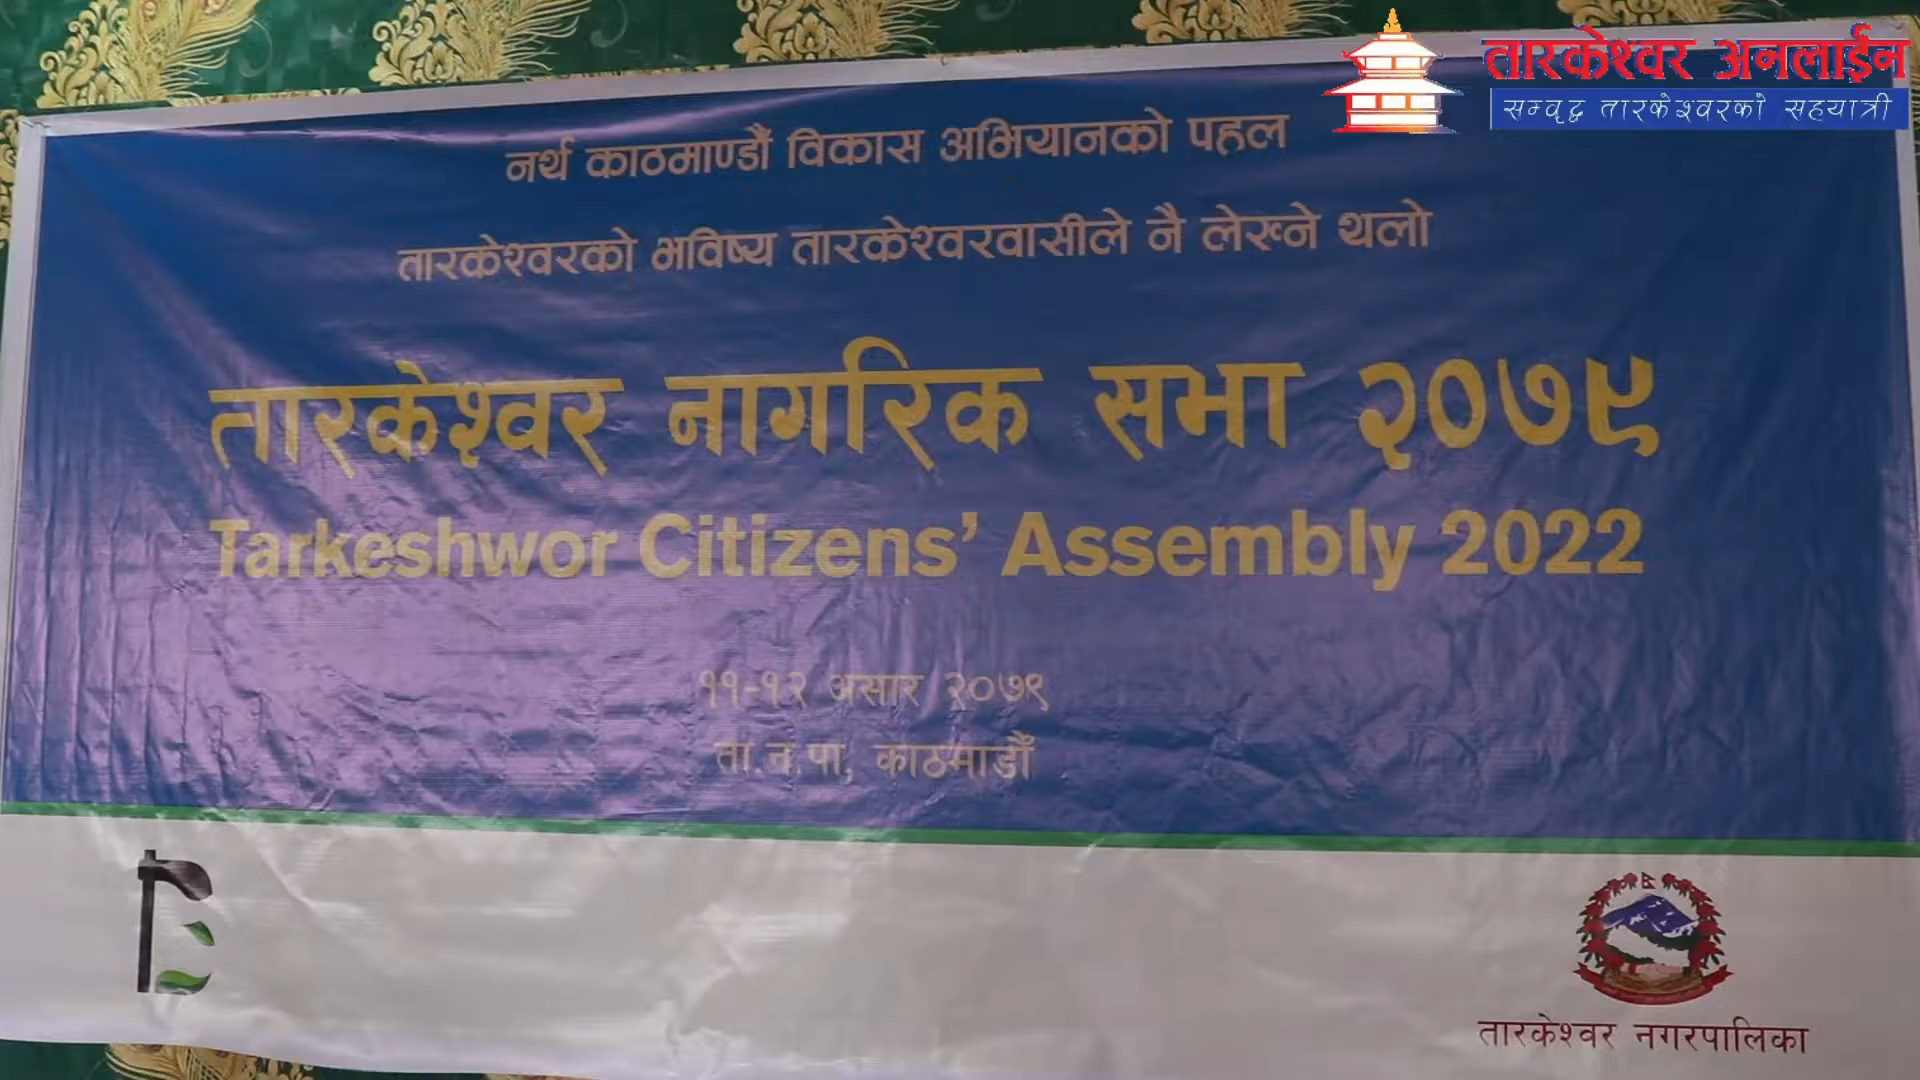 तारकेश्वर अनलाईन
सम्वृद्ध तारकेश्वरको सहयात्री
नर्थ काठमाण्डौं विकास अभियानको पहल
तारकेश्वरको भविष्य तारकेश्वरवासीले नै लेख्ने थलो
तारकेश्वर नागरिक सभा २०७९
Tarkeshwor Citizens’ Assembly 2022
११-१२ असार २०७९
ता.न.पा, काठमाडौँ
तारकेश्वर नगरपालिका